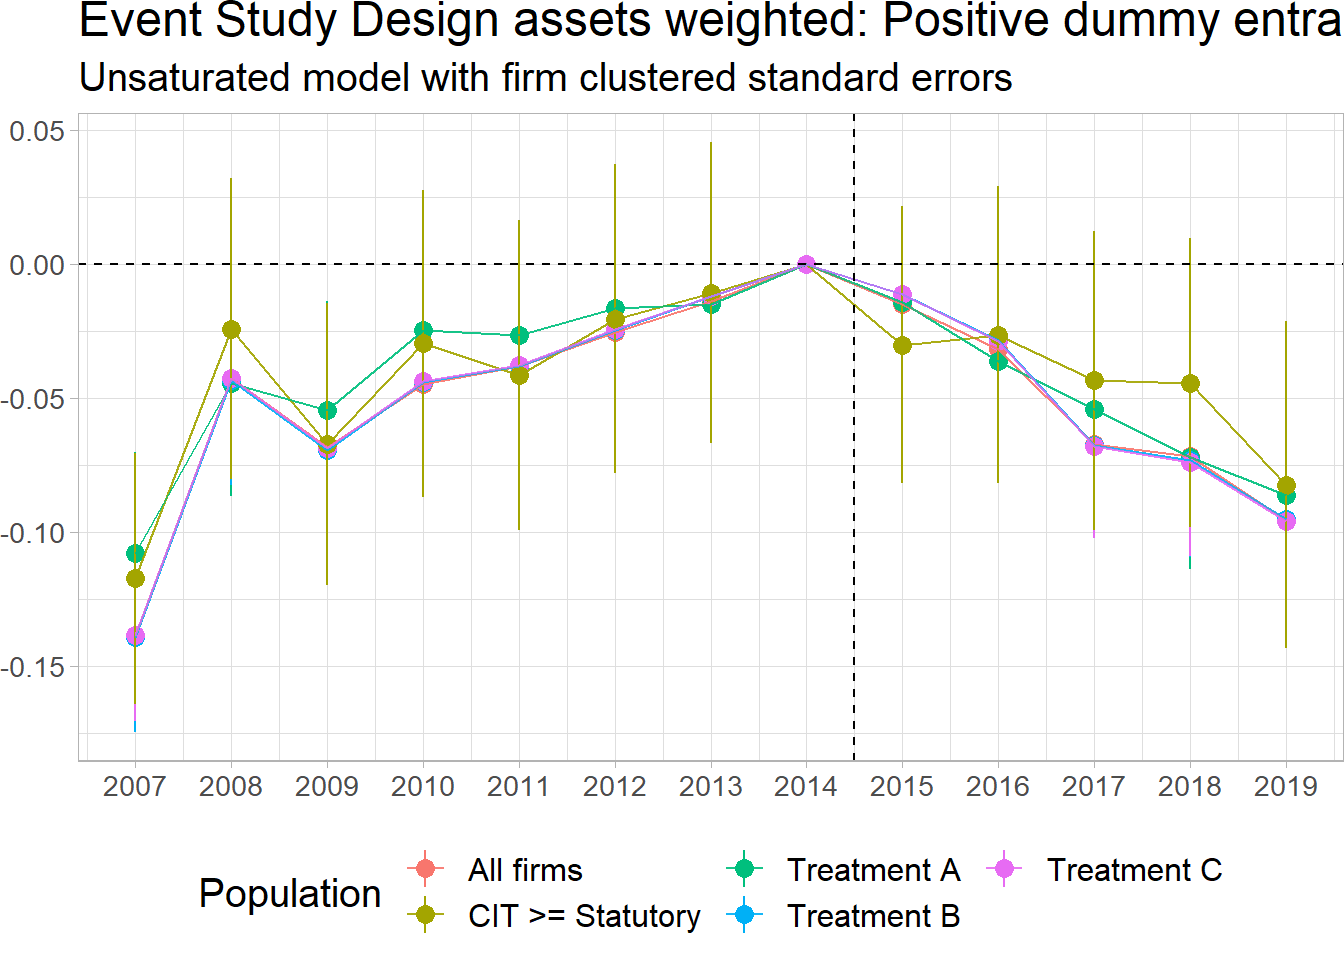 Event Study Design assets weighted: Positive dummy entra
Unsaturated model with firm clustered standard errors
0.05
0.00
-0.05
-0.10
-0.15
2007 2008 2009 2010 2011 2012 2013 2014 2015 2016 2017 2018 2019
Population
All firms Treatment A Treatment C
CIT >= Statutory Treatment B